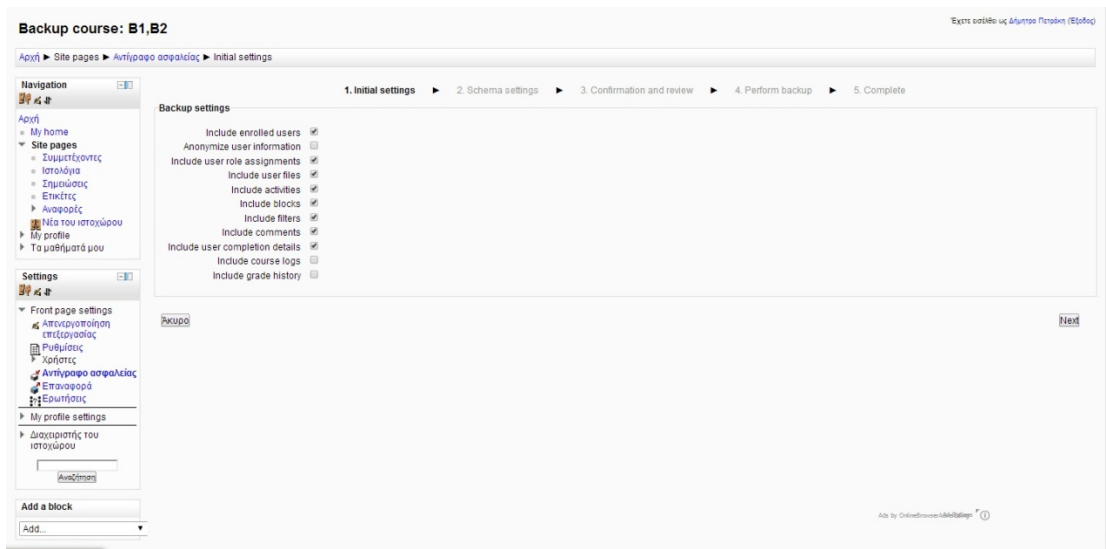 Backup course: B1,B2
Έχετε εισέλθει ως Δήμητρα Πετράκη (Έξοδος)
Αρχή ► Site pages ► Αντίγραφο ασφαλείας ► Initial settings
Navigation
Αρχή
My home
Site pages
Συμμετέχοντες
Ιστολόγια
Σημειώσεις
Ετικέτες
Αναφορές
Νέα του ιστοχώρου
My profile
Τα μαθήματά μου
Settings
Front page settings
Απενεργοποίηση
επεξεργασίας
Ρυθμίσεις
Χρήστες
Αντίγραφο ασφαλείας
Επαναφορά
Ερωτήσεις
My profile settings
Διαχειριστής του
ιστοχώρου
Αναζήτηση
Add a block
Add...
1. Initial settings ► 2. Schema settings ► 3. Confirmation and review ► 4. Perform backup ► 5. Complete
Backup settings
Include enrolled users
Anonymize user information
Include user role assignments
Include user files
Include activities
Include blocks
Include filters
Include comments
Include user completion details
Include course logs
Include grade history
Άκυρο
Next
Ads by